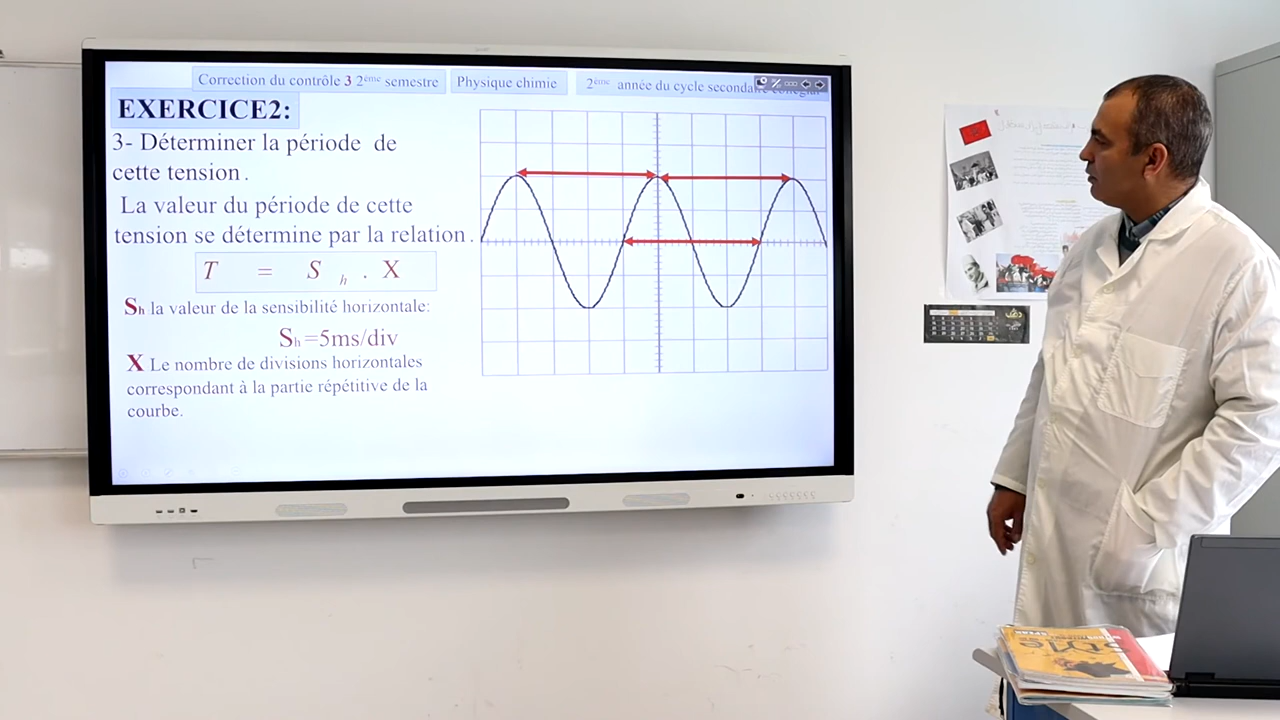 Correction du contrôle 3 2ème semestre
Physique chimie
2ème année du cycle secondaire collégial
EXERCICE2:
3- Déterminer la période de
cette tension.
La valeur du période de cette
tension se détermine par la relation.
T = S h . X
Sh la valeur de la sensibilité horizontale:
Sh=5ms/div
X Le nombre de divisions horizontales
correspondant à la partie répétitive de la
courbe.